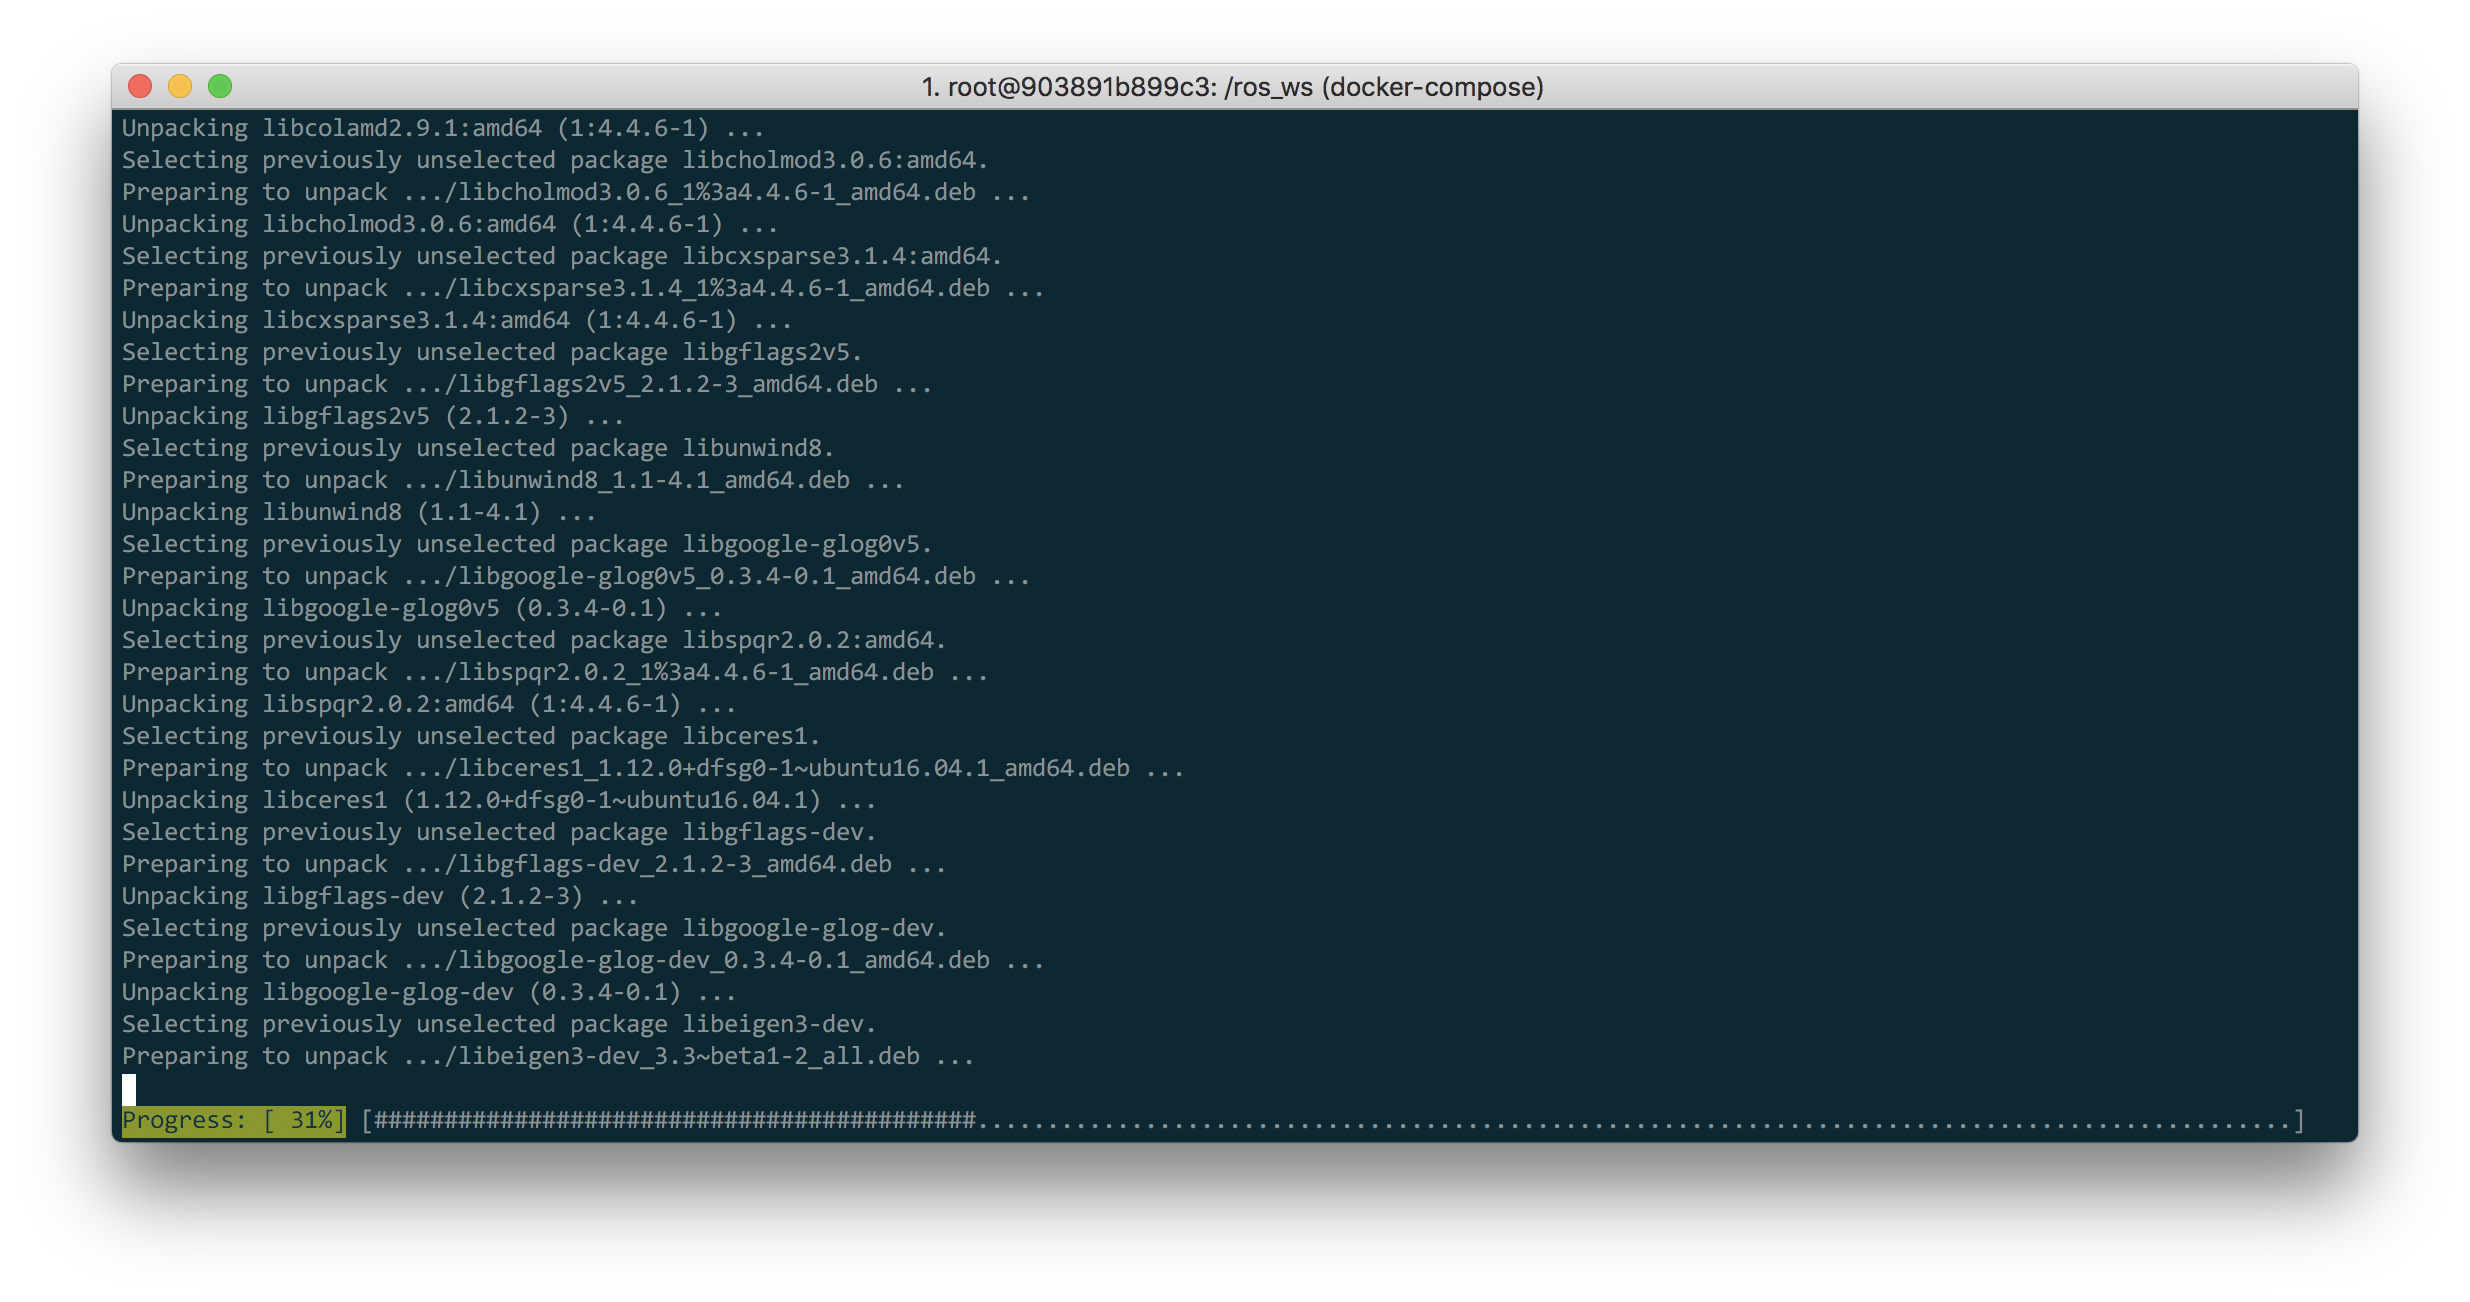 1. root@903891b899c3: /ros_ws (docker-compose)
Unpacking libcolamd2.9.1:amd64 (1:4.4.6-1) ...
Selecting previously unselected package libcholmod3.0.6:amd64.
Preparing to unpack .../libcholmod3.0.6_1%3a4.4.6-1_amd64.deb ...
Unpacking libcholmod3.0.6:amd64 (1:4.4.6-1) ...
Selecting previously unselected package libcxsparse3.1.4:amd64.
Preparing to unpack .../libcxsparse3.1.4_1%3a4.4.6-1_amd64.deb ...
Unpacking libcxsparse3.1.4:amd64 (1:4.4.6-1) ...
Selecting previously unselected package libgflags2v5.
Preparing to unpack .../libgflags2v5_2.1.2-3_amd64.deb ...
Unpacking libgflags2v5 (2.1.2-3) ...
Selecting previously unselected package libunwind8.
Preparing to unpack .../libunwind8_1.1-4.1_amd64.deb ...
Unpacking libunwind8 (1.1-4.1) ...
Selecting previously unselected package libgoogle-glog0v5.
Preparing to unpack .../libgoogle-glog0v5_0.3.4-0.1_amd64.deb ...
Unpacking libgoogle-glog0v5 (0.3.4-0.1) ...
Selecting previously unselected package libspqr2.0.2:amd64.
Preparing to unpack .../libspqr2.0.2_1%3a4.4.6-1_amd64.deb ...
Unpacking libspqr2.0.2:amd64 (1:4.4.6-1) ...
Selecting previously unselected package libceres1.
Preparing to unpack .../libceres1_1.12.0+dfsg0-1~ubuntu16.04.1_amd64.deb ...
Unpacking libceres1 (1.12.0+dfsg0-1~ubuntu16.04.1) ...
Selecting previously unselected package libgflags-dev.
Preparing to unpack .../libgflags-dev_2.1.2-3_amd64.deb ...
Unpacking libgflags-dev (2.1.2-3) ...
Selecting previously unselected package libgoogle-glog-dev.
Preparing to unpack .../libgoogle-glog-dev_0.3.4-0.1_amd64.deb ...
Unpacking libgoogle-glog-dev (0.3.4-0.1) ...
Selecting previously unselected package libeigen3-dev.
Preparing to unpack .../libeigen3-dev_3.3~beta1-2_all.deb ...
Progress: [ 31%] [###########################################..............................................................................................]